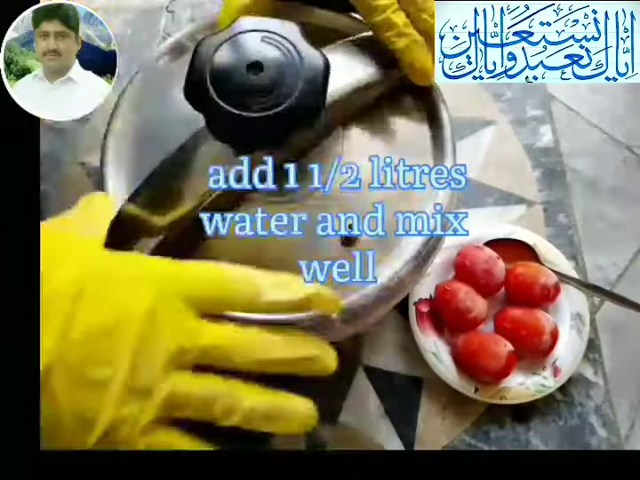 إياك نعبد وإياك نستعين
add 1 1/2 litres
water and mix
well